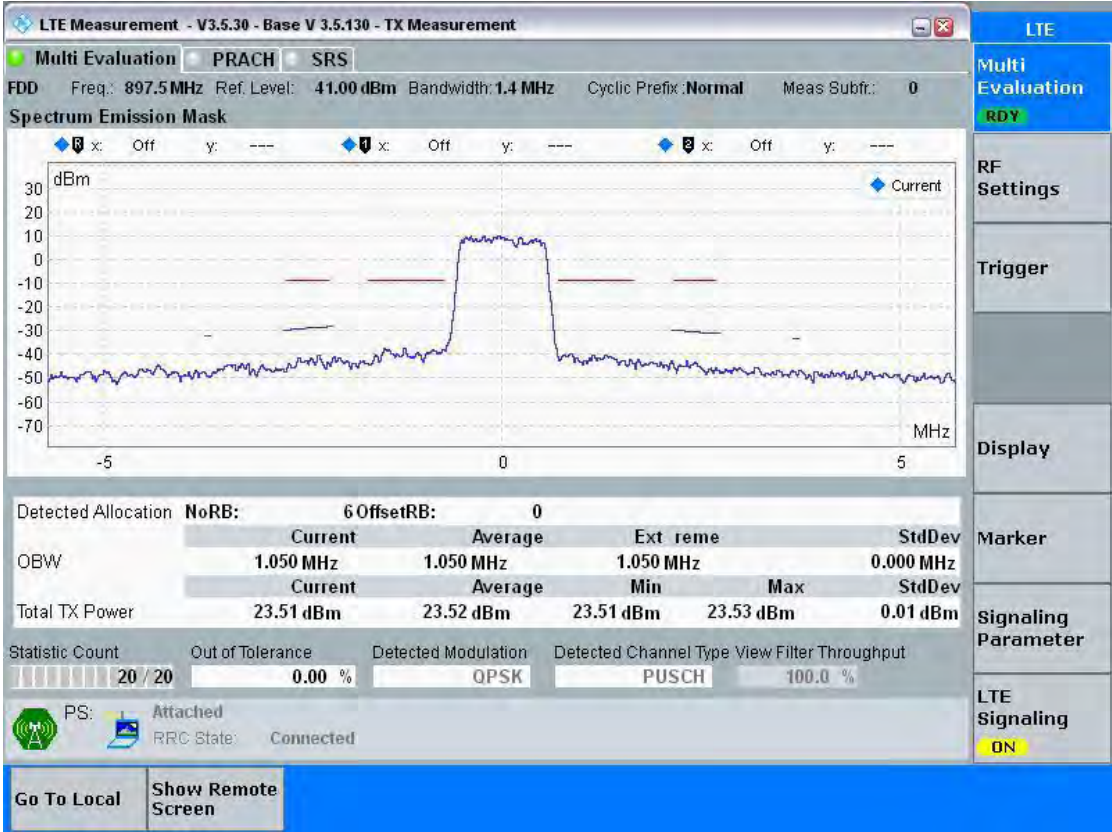 LTE Measurement - V3.5.30 - Base V 3.5.130 - TX Measurement
LTE
Multi Evaluation PRACH SRS
Multi
Evaluation
RDY
FDD Freq.: 897.5 MHz Ref. Level: 41.00 dBm Bandwidth: 1.4 MHz Cyclic Prefix :Normal Meas Subfr.: 0
Spectrum Emission Mask
R x: Off y: --- 1 x: Off y: --- 2 x: Off y: ---
dBm
Current
30
20
10
0
-10
-20
-30
-40
-50
-60
-70
MHz
-5 0 5
RF
Settings
Trigger
Display
Marker
Signaling
Parameter
LTE
Signaling
ON
Detected Allocation NoRB: 6 OffsetRB: 0
Current Average Ext reme StdDev
OBW 1.050 MHz 1.050 MHz 1.050 MHz 0.000 MHz
Current Average Min Max StdDev
Total TX Power 23.51 dBm 23.52 dBm 23.51 dBm 23.53 dBm 0.01 dBm
Statistic Count Out of Tolerance Detected Modulation Detected Channel Type View Filter Throughput
20 / 20 0.00 % QPSK PUSCH 100.0 %
PS: Attached
RRC State: Connected
Go To Local
Show Remote
Screen